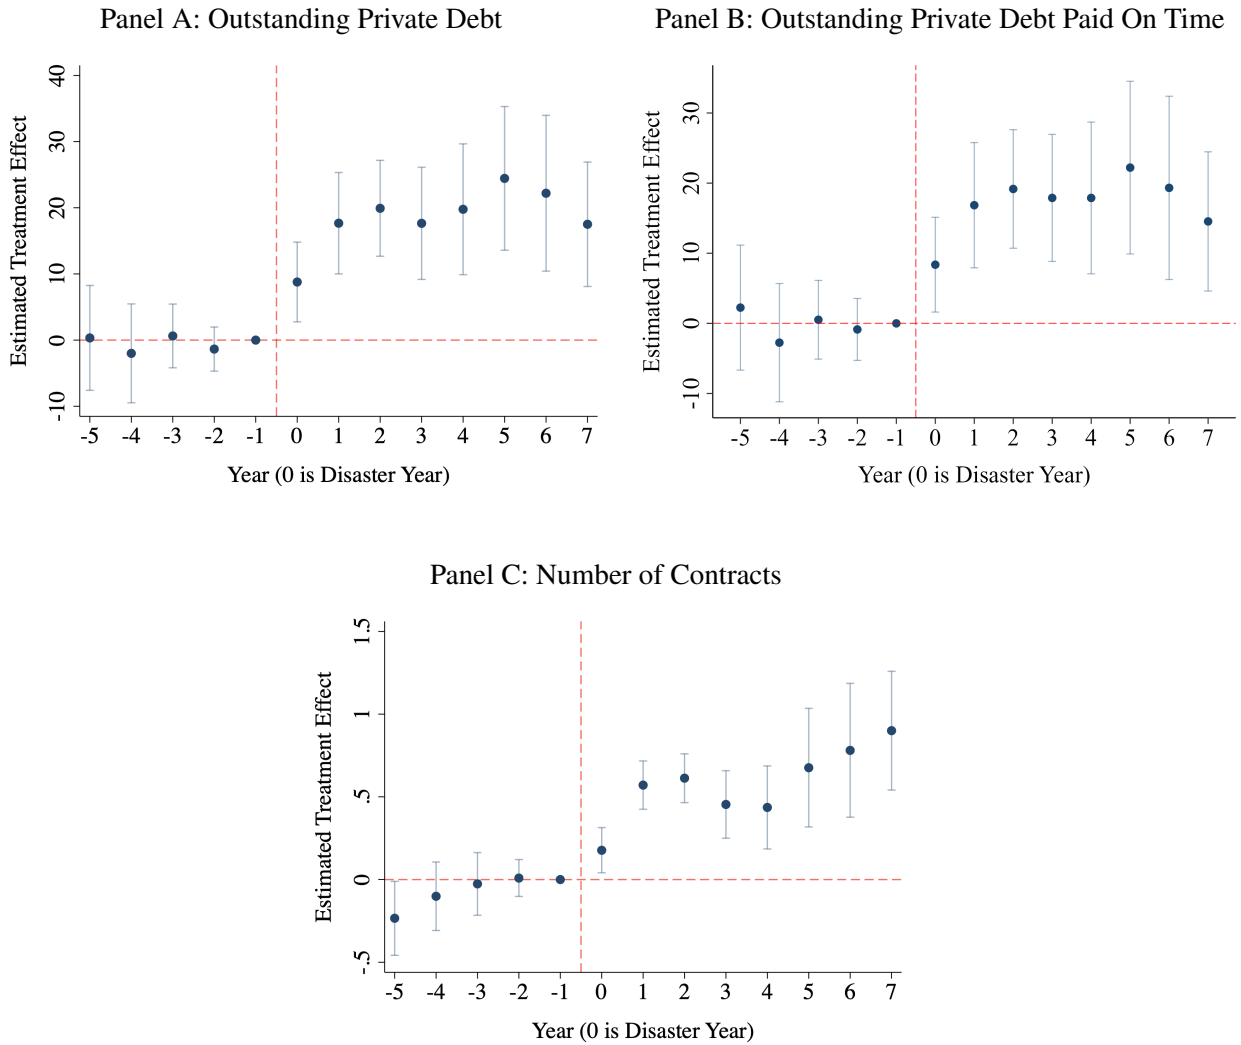 Panel A: Outstanding Private Debt
Estimated Treatment Effect
40
30
20
10
0
-10
-5 -4 -3 -2 -1 0 1 2 3 4 5 6 7
Year (0 is Disaster Year)
Panel B: Outstanding Private Debt Paid On Time
Estimated Treatment Effect
30
20
10
0
-10
-5 -4 -3 -2 -1 0 1 2 3 4 5 6 7
Year (0 is Disaster Year)
Panel C: Number of Contracts
Estimated Treatment Effect
1.5
1
.5
0
-.5
-5 -4 -3 -2 -1 0 1 2 3 4 5 6 7
Year (0 is Disaster Year)